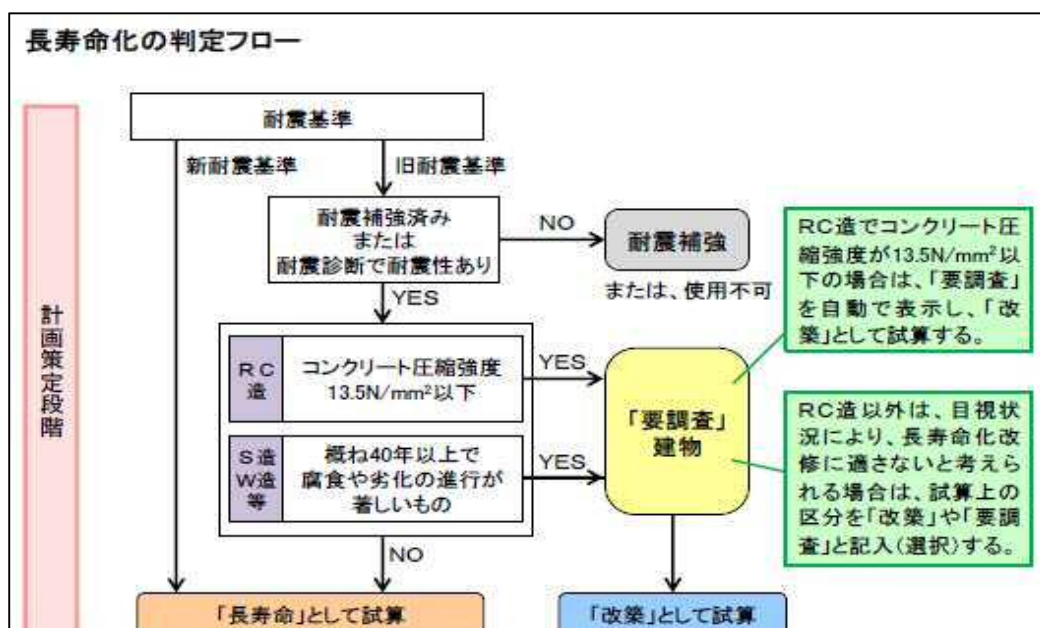 長寿命化の判定フロー
計画策定段階
耐震基準
新耐震基準
旧耐震基準
耐震補強済み
または
耐震診断で耐震性あり
NO
耐震補強
または、使用不可
YES
RC
造
コンクリート圧縮強度
13.5N/mm²以下
YES
S造
W造
等
概ね40年以上で
腐食や劣化の進行が
著しいもの
YES
「要調査」
建物
RC造でコンクリート圧
縮強度が13.5N/mm²以
下の場合は、「要調査」
を自動で表示し、「改
築」として試算する。
RC造以外は、目視状
況により、長寿命化改
修に適さないと考えら
れる場合は、試算上の
区分を「改築」や「要調
査」と記入(選択)する。
NO
「長寿命」として試算
「改築」として試算